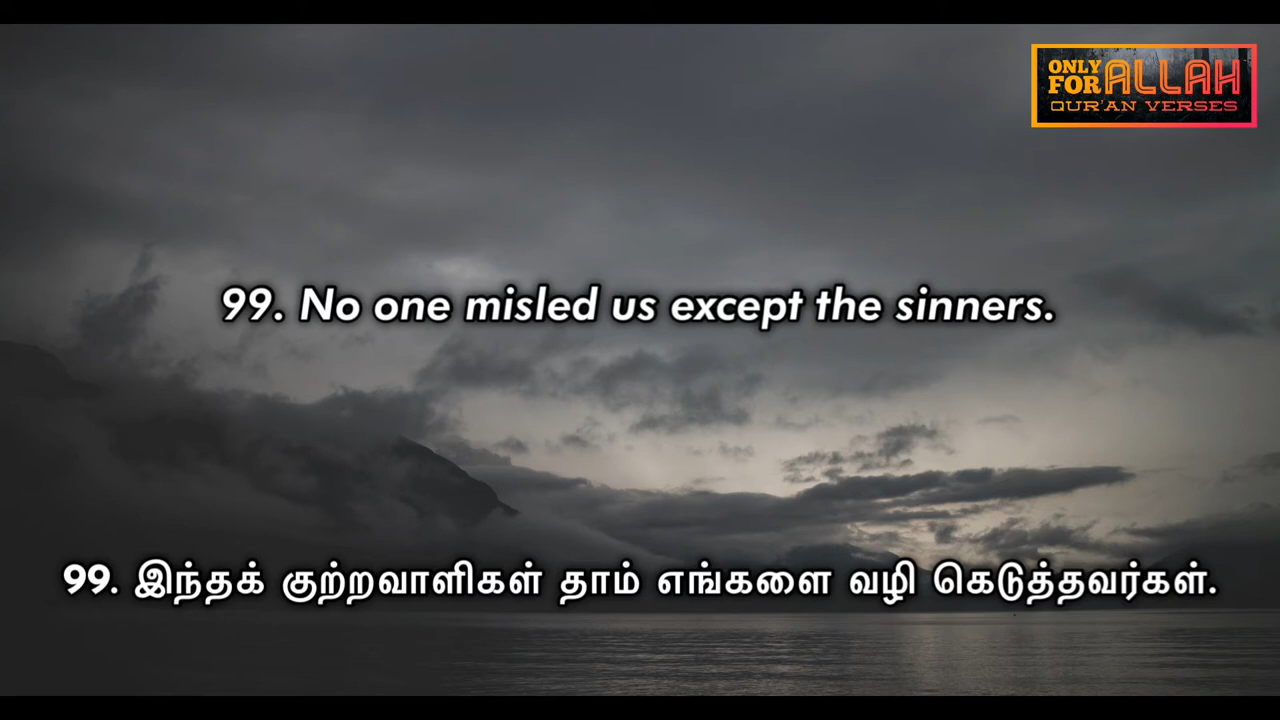 ONLY
FOR ALLAH
QUR'AN VERSES
99. No one misled us except the sinners.
99. இந்தக் குற்றவாளிகள் தாம் எங்களை வழி கெடுத்தவர்கள்.